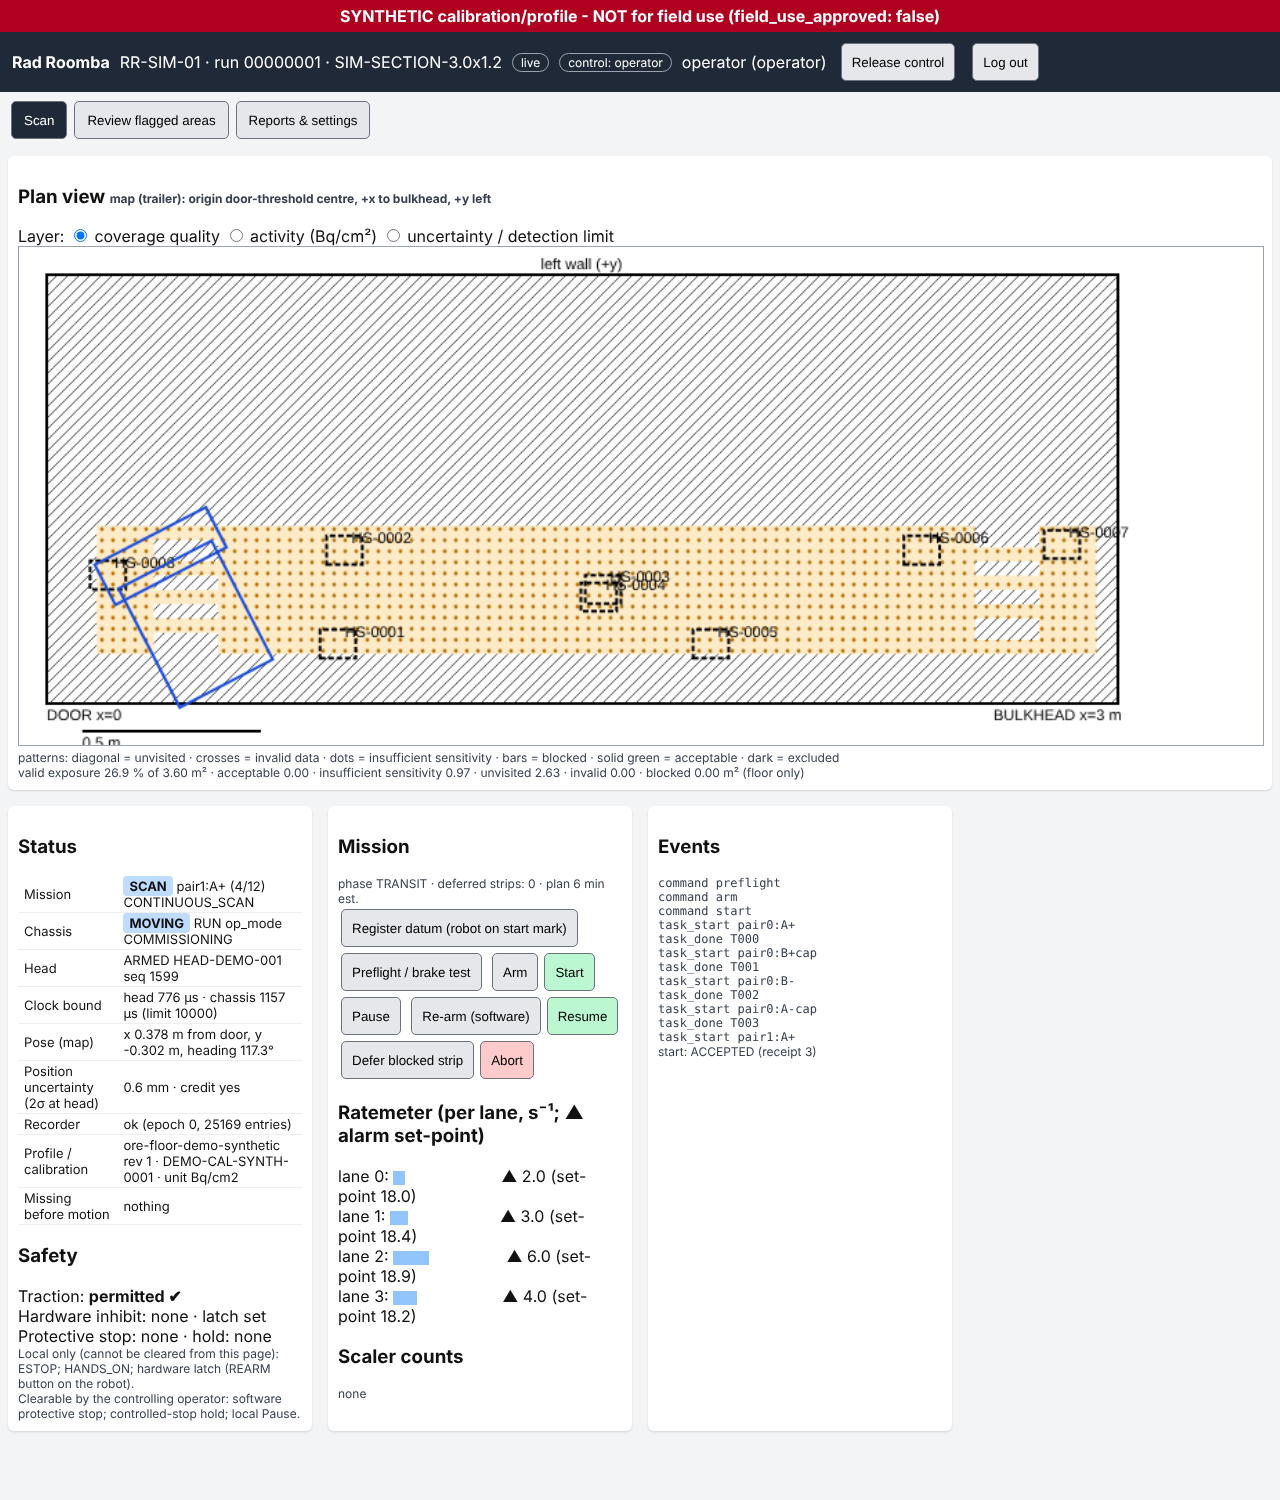 SYNTHETIC calibration/profile - NOT for field use (field_use_approved: false)
Rad Roomba RR-SIM-01 · run 00000001 · SIM-SECTION-3.0x1.2 live control: operator operator (operator) Release control Log out
Scan Review flagged areas Reports & settings
Plan view map (trailer): origin door-threshold centre, +x to bulkhead, +y left
Layer: coverage quality activity (Bq/cm²) uncertainty / detection limit
left wall (+y)
HS-0007
HS-0002
HS-0006
HS-0008
HS-0003
HS-0004
HS-0001
HS-0005
DOOR x=0
BULKHEAD x=3 m
0.5 m
patterns: diagonal = unvisited · crosses = invalid data · dots = insufficient sensitivity · bars = blocked · solid green = acceptable · dark = excluded
valid exposure 26.9 % of 3.60 m² · acceptable 0.00 · insufficient sensitivity 0.97 · unvisited 2.63 · invalid 0.00 · blocked 0.00 m² (floor only)
Status
Mission SCAN pair1:A+ (4/12)
CONTINUOUS_SCAN
Chassis MOVING RUN op_mode
COMMISSIONING
Head ARMED HEAD-DEMO-001
seq 1599
Clock bound head 776 µs · chassis 1157
µs (limit 10000)
Pose (map) x 0.378 m from door, y
-0.302 m, heading 117.3°
Position
uncertainty
(2σ at head)
0.6 mm · credit yes
Recorder ok (epoch 0, 25169 entries)
Profile /
calibration
ore-floor-demo-synthetic
rev 1 · DEMO-CAL-SYNTH-
0001 · unit Bq/cm2
Missing
before motion
nothing
Safety
Traction: permitted ✔
Hardware inhibit: none · latch set
Protective stop: none · hold: none
Local only (cannot be cleared from this page):
ESTOP; HANDS_ON; hardware latch (REARM
button on the robot).
Clearable by the controlling operator: software
protective stop; controlled-stop hold; local Pause.
Mission
phase TRANSIT · deferred strips: 0 · plan 6 min
est.
Register datum (robot on start mark)
Preflight / brake test Arm Start
Pause Re-arm (software) Resume
Defer blocked strip Abort
Ratemeter (per lane, s⁻¹; ▲
alarm set-point)
lane 0: ▲ 2.0 (set-
point 18.0)
lane 1: ▲ 3.0 (set-
point 18.4)
lane 2: ▲ 6.0 (set-
point 18.9)
lane 3: ▲ 4.0 (set-
point 18.2)
Scaler counts
none
Events
command preflight
command arm
command start
task_start pair0:A+
task_done T000
task_start pair0:B+cap
task_done T001
task_start pair0:B-
task_done T002
task_start pair0:A-cap
task_done T003
task_start pair1:A+
start: ACCEPTED (receipt 3)